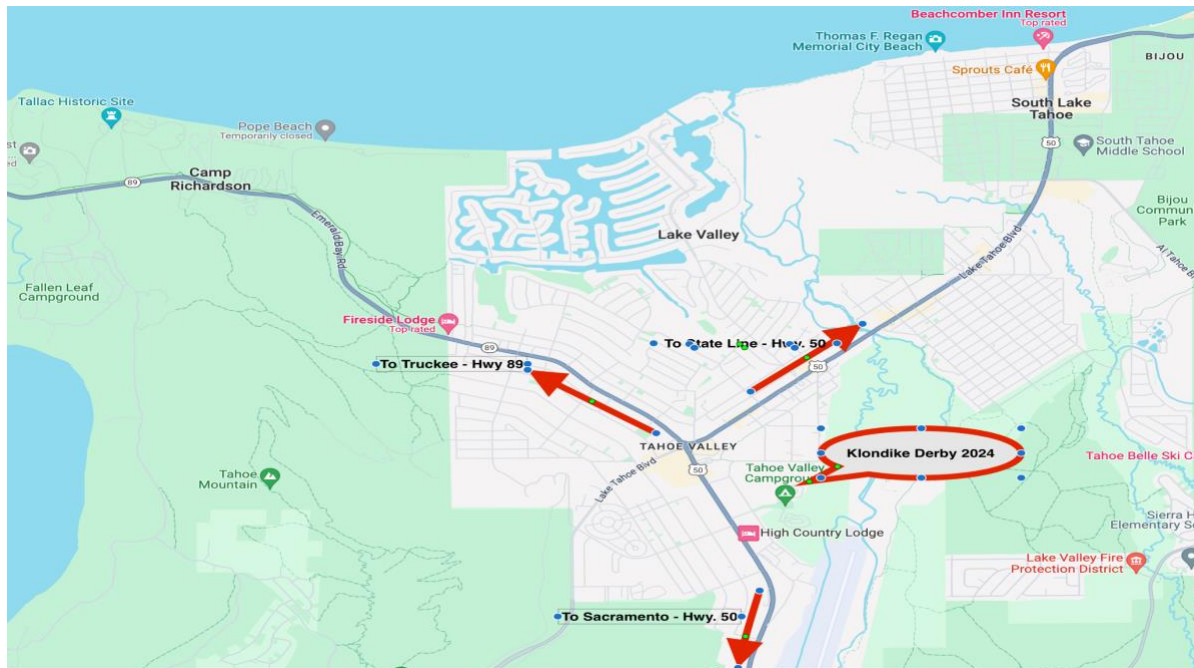 Beachcomber Inn Resort
Top rated
Thomas F. Regan
Memorial City Beach
BIJOU
Sprouts Café
Tallac Historic Site
Pope Beach
Temporarily closed
South Lake
Tahoe
50
South Tahoe
Middle School
Camp
Richardson
89
Emerald Bay Rd
Bijou
Commun
Park
Lake Valley
Lake Tahoe Blvd
Al Tahoe B
Fallen Leaf
Campground
Fireside Lodge
Top rated
89
To State Line - Hwy. 50
To Truckee - Hwy 89
50
TAHOE VALLEY
Klondike Derby 2024
Tahoe Belle Ski C
Lake Tahoe Blvd
50
Tahoe Valley
Campground
Tahoe
Mountain
High Country Lodge
Sierra H
Elementary Sc
Lake Valley Fire
Protection District
To Sacramento - Hwy. 50